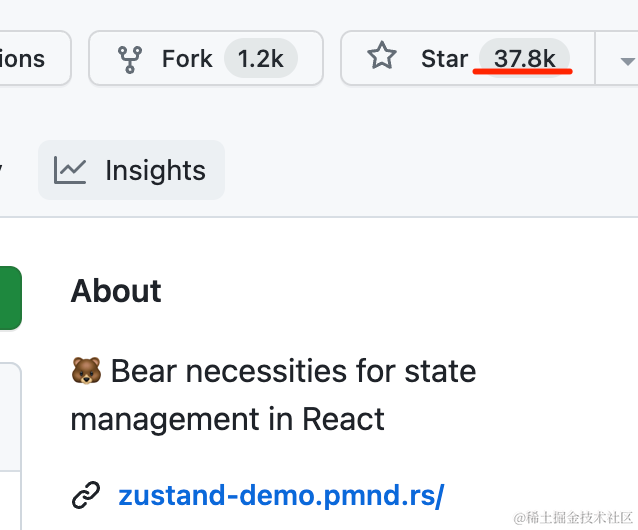 ions
Fork 1.2k
Star 37.8k
Insights
About
🐻 Bear necessities for state
management in React
zustand-demo.pmnd.rs/
@稀土掘金技术社区